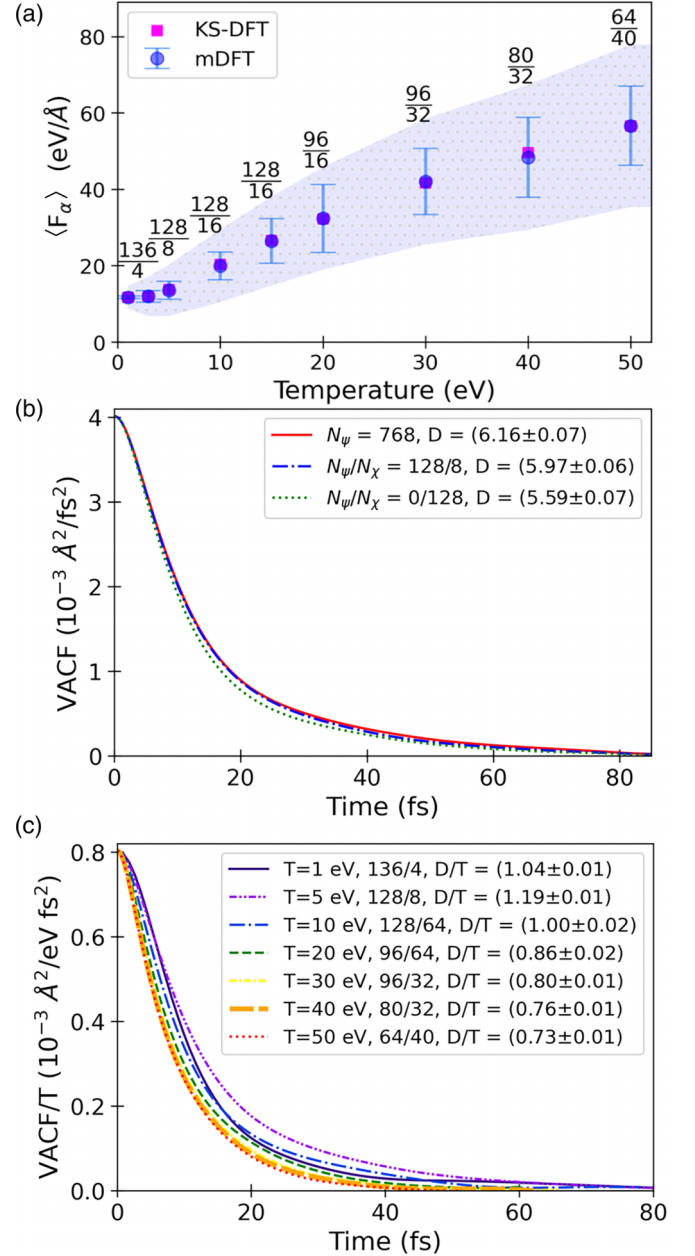 (a)
80
60
40
20
0
⟨Fα⟩ (eV/Å)
KS-DFT
mDFT
136/4
128/8
128/16
128/16
96/16
96/32
80/32
64/40
0 10 20 30 40 50
Temperature (eV)
(b)
4
3
2
1
0
VACF (10⁻³ Å²/fs²)
Nψ = 768, D = (6.16±0.07)
Nψ/Nχ = 128/8, D = (5.97±0.06)
Nψ/Nχ = 0/128, D = (5.59±0.07)
0 20 40 60 80
Time (fs)
(c)
0.8
0.6
0.4
0.2
0.0
VACF/T (10⁻³ Å²/eV fs²)
T=1 eV, 136/4, D/T = (1.04±0.01)
T=5 eV, 128/8, D/T = (1.19±0.01)
T=10 eV, 128/64, D/T = (1.00±0.02)
T=20 eV, 96/64, D/T = (0.86±0.02)
T=30 eV, 96/32, D/T = (0.80±0.01)
T=40 eV, 80/32, D/T = (0.76±0.01)
T=50 eV, 64/40, D/T = (0.73±0.01)
0 20 40 60 80
Time (fs)